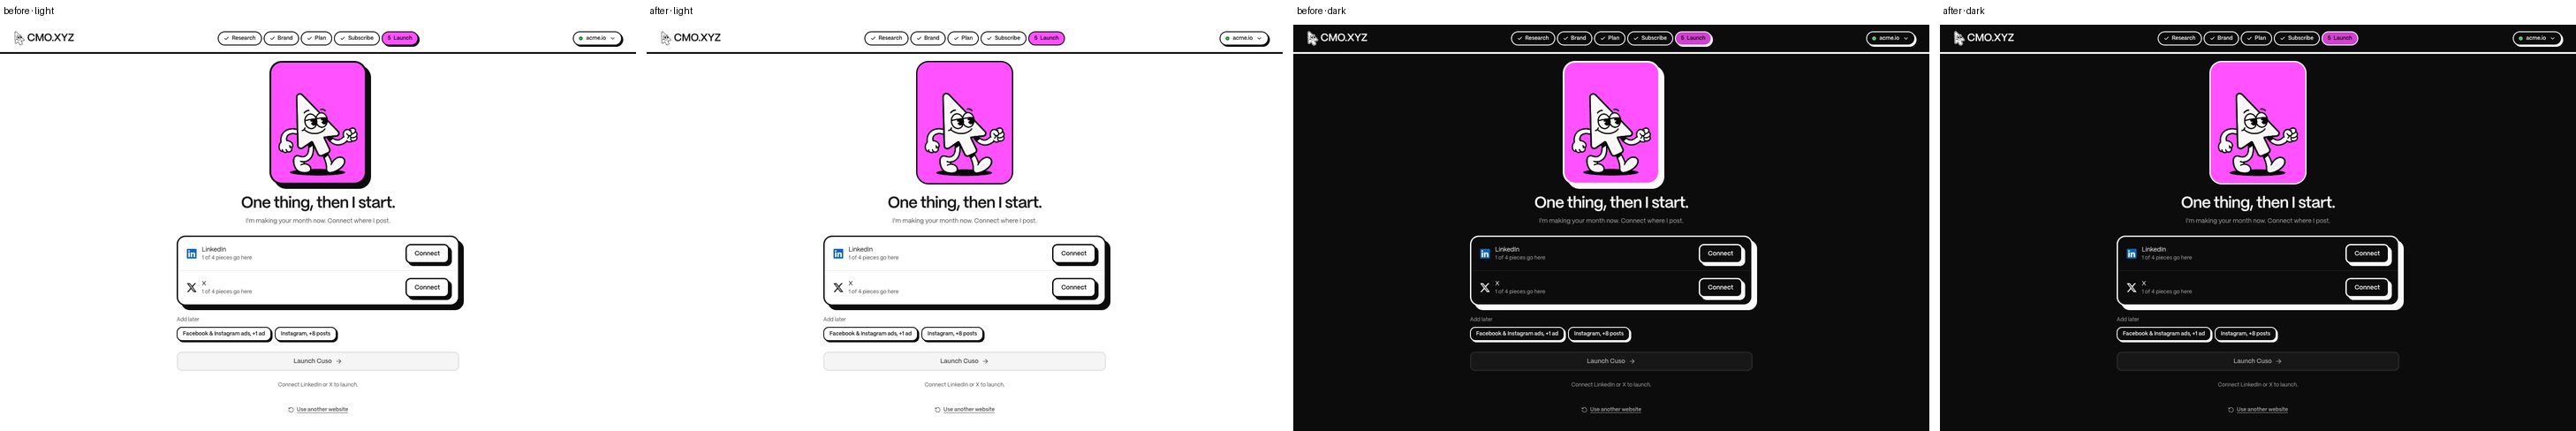 before·light
CMO.XYZ
Research Brand Plan Subscribe 5 Launch
acme.io
One thing, then I start.
I'm making your month now. Connect where I post.
LinkedIn
1 of 4 pieces go here
Connect
X
1 of 4 pieces go here
Connect
Add later
Facebook & Instagram ads, +1 ad Instagram, +8 posts
Launch Cuso →
Connect LinkedIn or X to launch.
Use another website
after·light
CMO.XYZ
Research Brand Plan Subscribe 5 Launch
acme.io
One thing, then I start.
I'm making your month now. Connect where I post.
LinkedIn
1 of 4 pieces go here
Connect
X
1 of 4 pieces go here
Connect
Add later
Facebook & Instagram ads, +1 ad Instagram, +8 posts
Launch Cuso →
Connect LinkedIn or X to launch.
Use another website
before·dark
CMO.XYZ
Research Brand Plan Subscribe 5 Launch
acme.io
One thing, then I start.
I'm making your month now. Connect where I post.
LinkedIn
1 of 4 pieces go here
Connect
X
1 of 4 pieces go here
Connect
Add later
Facebook & Instagram ads, +1 ad Instagram, +8 posts
Launch Cuso →
Connect LinkedIn or X to launch.
Use another website
after·dark
CMO.XYZ
Research Brand Plan Subscribe 5 Launch
acme.io
One thing, then I start.
I'm making your month now. Connect where I post.
LinkedIn
1 of 4 pieces go here
Connect
X
1 of 4 pieces go here
Connect
Add later
Facebook & Instagram ads, +1 ad Instagram, +8 posts
Launch Cuso →
Connect LinkedIn or X to launch.
Use another website